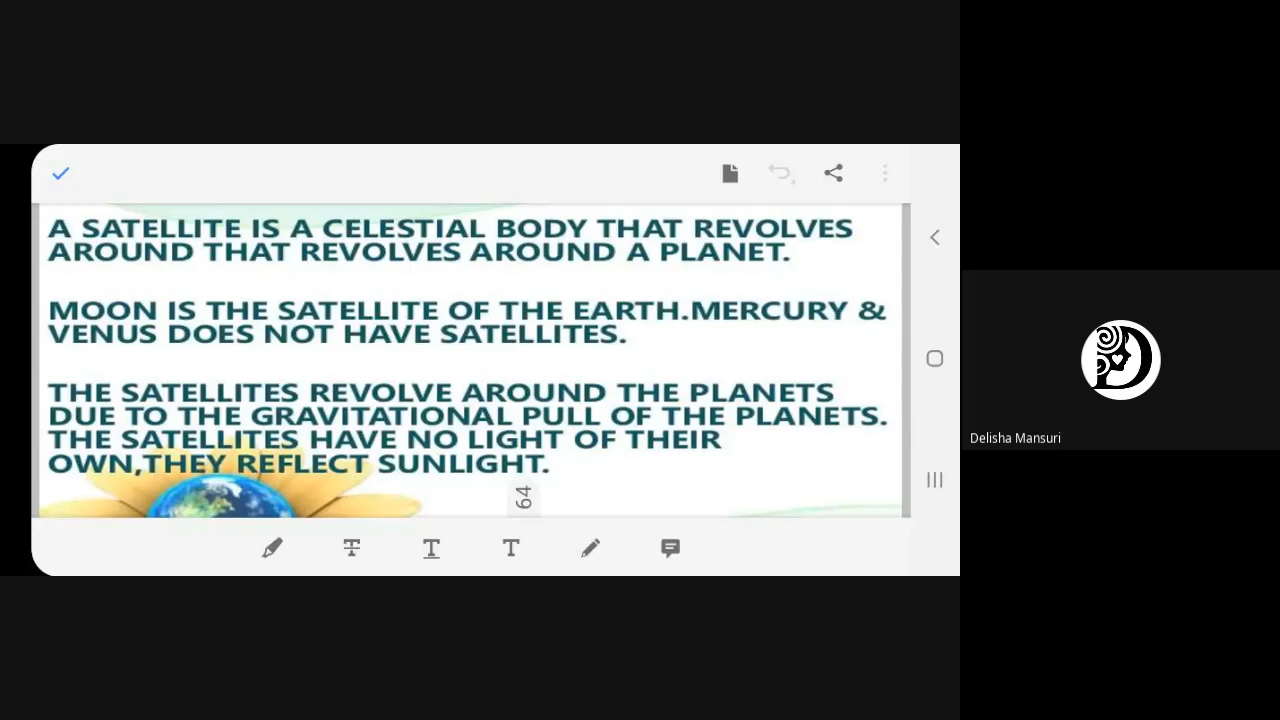 A SATELLITE IS A CELESTIAL BODY THAT REVOLVES
AROUND THAT REVOLVES AROUND A PLANET.
MOON IS THE SATELLITE OF THE EARTH.MERCURY &
VENUS DOES NOT HAVE SATELLITES.
THE SATELLITES REVOLVE AROUND THE PLANETS
DUE TO THE GRAVITATIONAL PULL OF THE PLANETS.
THE SATELLITES HAVE NO LIGHT OF THEIR
OWN,THEY REFLECT SUNLIGHT.
64
Delisha Mansuri